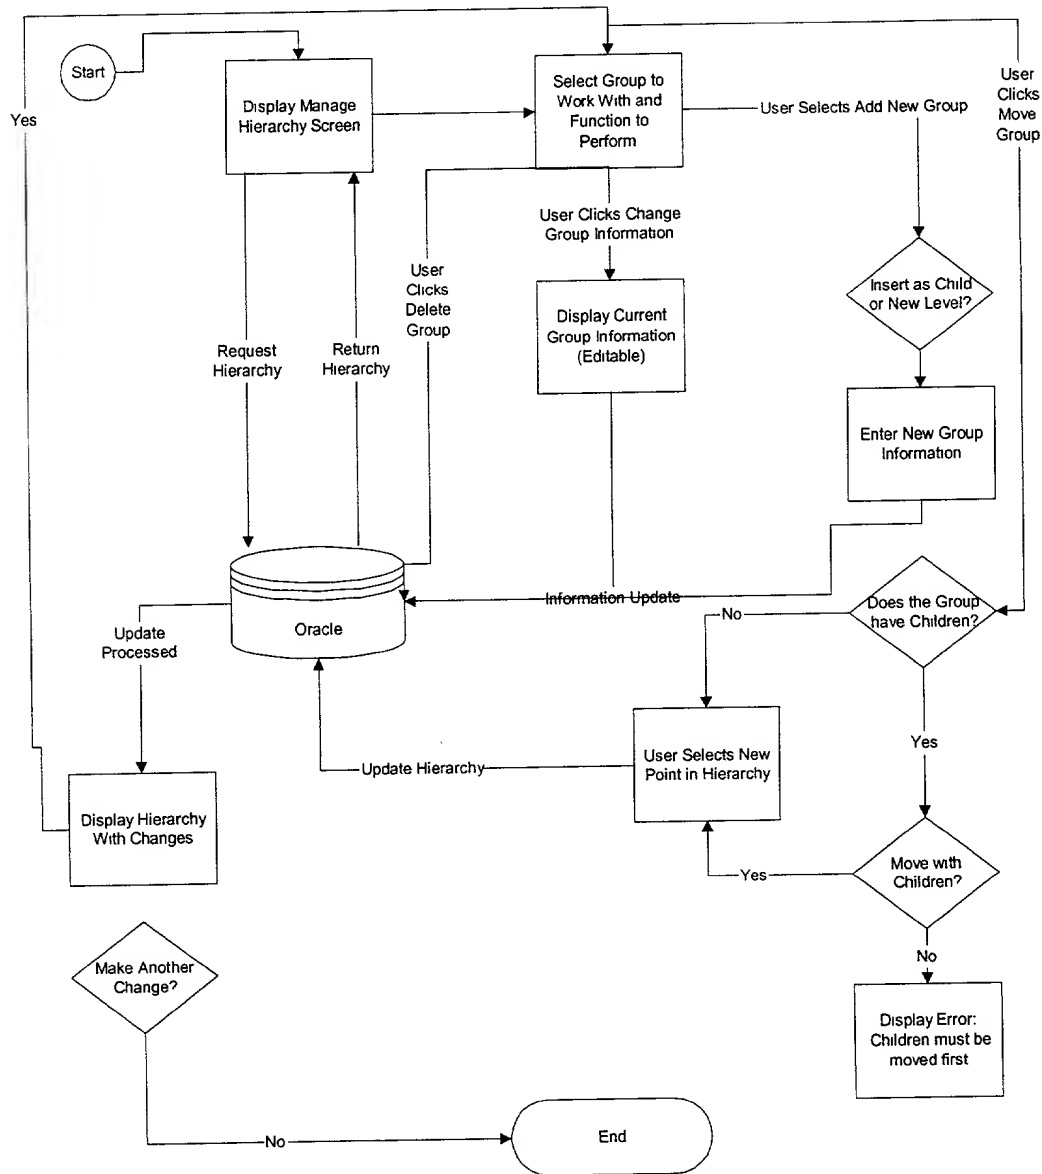 Start
Yes
Display Manage
Hierarchy Screen
Select Group to
Work With and
Function to
Perform
User Selects Add New Group
User
Clicks
Move
Group
User Clicks Change
Group Information
User
Clicks
Delete
Group
Insert as Child
or New Level?
Display Current
Group Information
(Editable)
Request
Hierarchy
Return
Hierarchy
Enter New Group
Information
Information Update
Oracle
Does the Group
have Children?
No
Update
Processed
Yes
User Selects New
Point in Hierarchy
Update Hierarchy
Display Hierarchy
With Changes
Move with
Children?
Yes
No
Make Another
Change?
Display Error:
Children must be
moved first
No
End